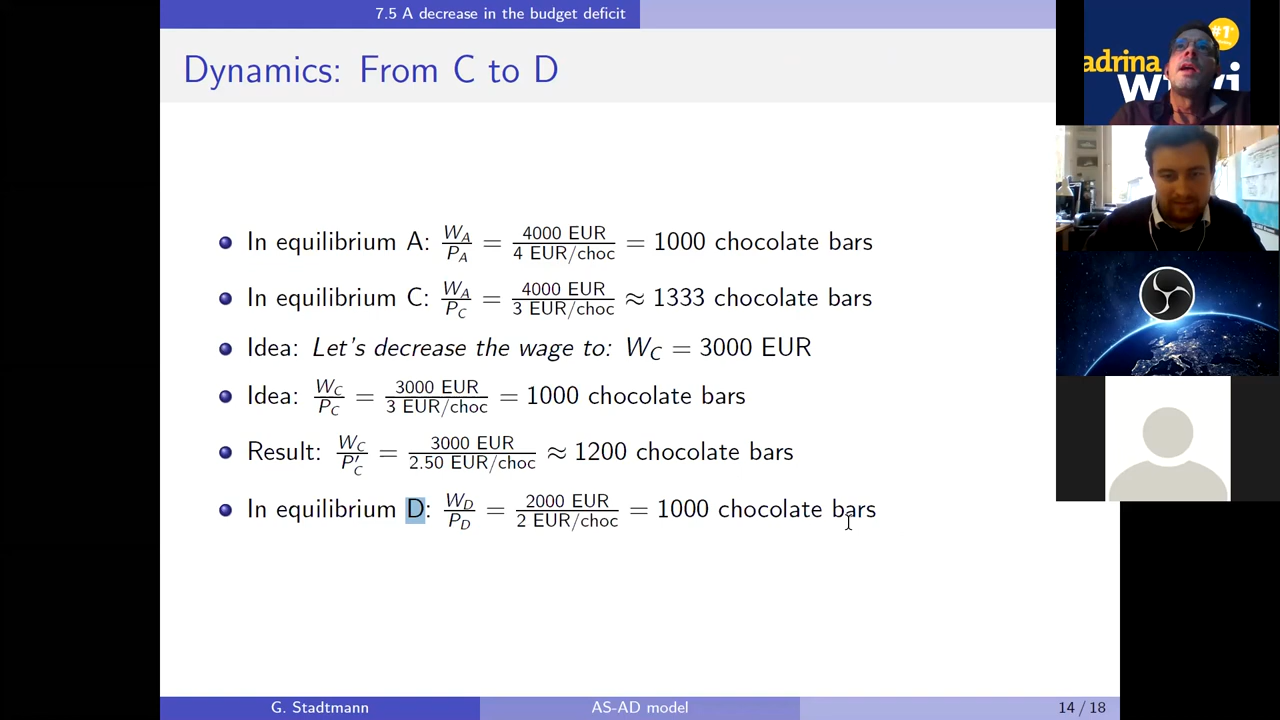 7.5 A decrease in the budget deficit
Dynamics: From C to D
In equilibrium A: W_A/P_A = 4000 EUR/4 EUR/choc = 1000 chocolate bars
In equilibrium C: W_A/P_C = 4000 EUR/3 EUR/choc ≈ 1333 chocolate bars
Idea: Let's decrease the wage to: W_C = 3000 EUR
Idea: W_C/P_C = 3000 EUR/3 EUR/choc = 1000 chocolate bars
Result: W_C/P'_C = 3000 EUR/2.50 EUR/choc ≈ 1200 chocolate bars
In equilibrium D: W_D/P_D = 2000 EUR/2 EUR/choc = 1000 chocolate bars
G. Stadtmann
AS-AD model
14 / 18
#1
adrina